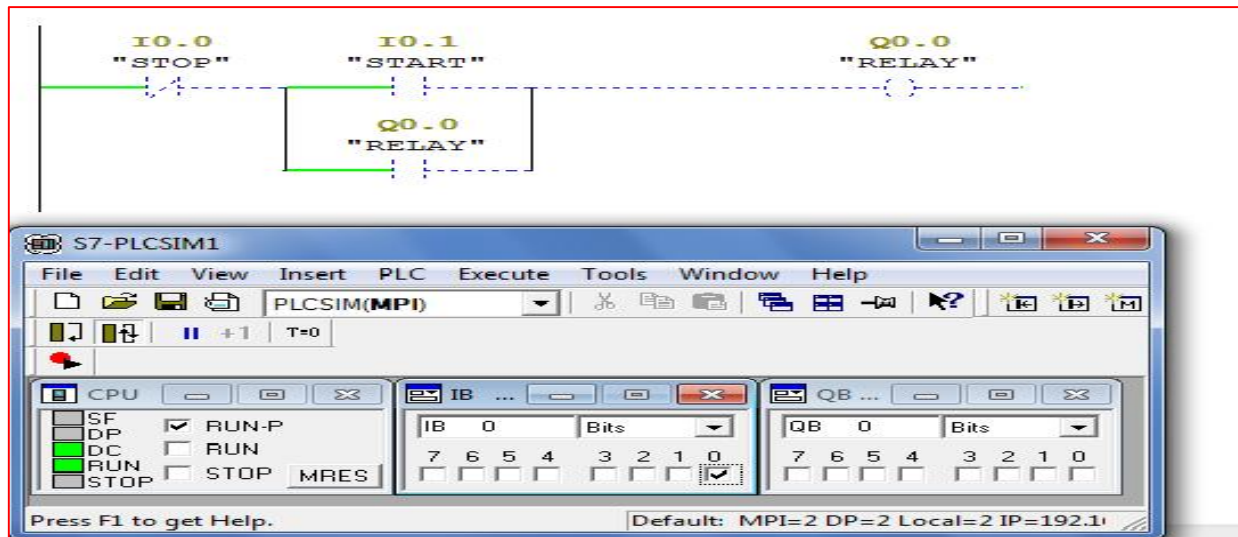 I0.0 I0.1 Q0.0
"STOP" "START" "RELAY"
Q0.0
"RELAY"
S7-PLCSIM1
File Edit View Insert PLC Execute Tools Window Help
PLCSIM(MPI)
+1 T=0
CPU IB ... QB ...
SF
DP
DC
RUN
STOP
RUN-P
RUN
STOP MRES
IB 0 Bits
7 6 5 4 3 2 1 0
QB 0 Bits
7 6 5 4 3 2 1 0
Press F1 to get Help. Default: MPI=2 DP=2 Local=2 IP=192.1